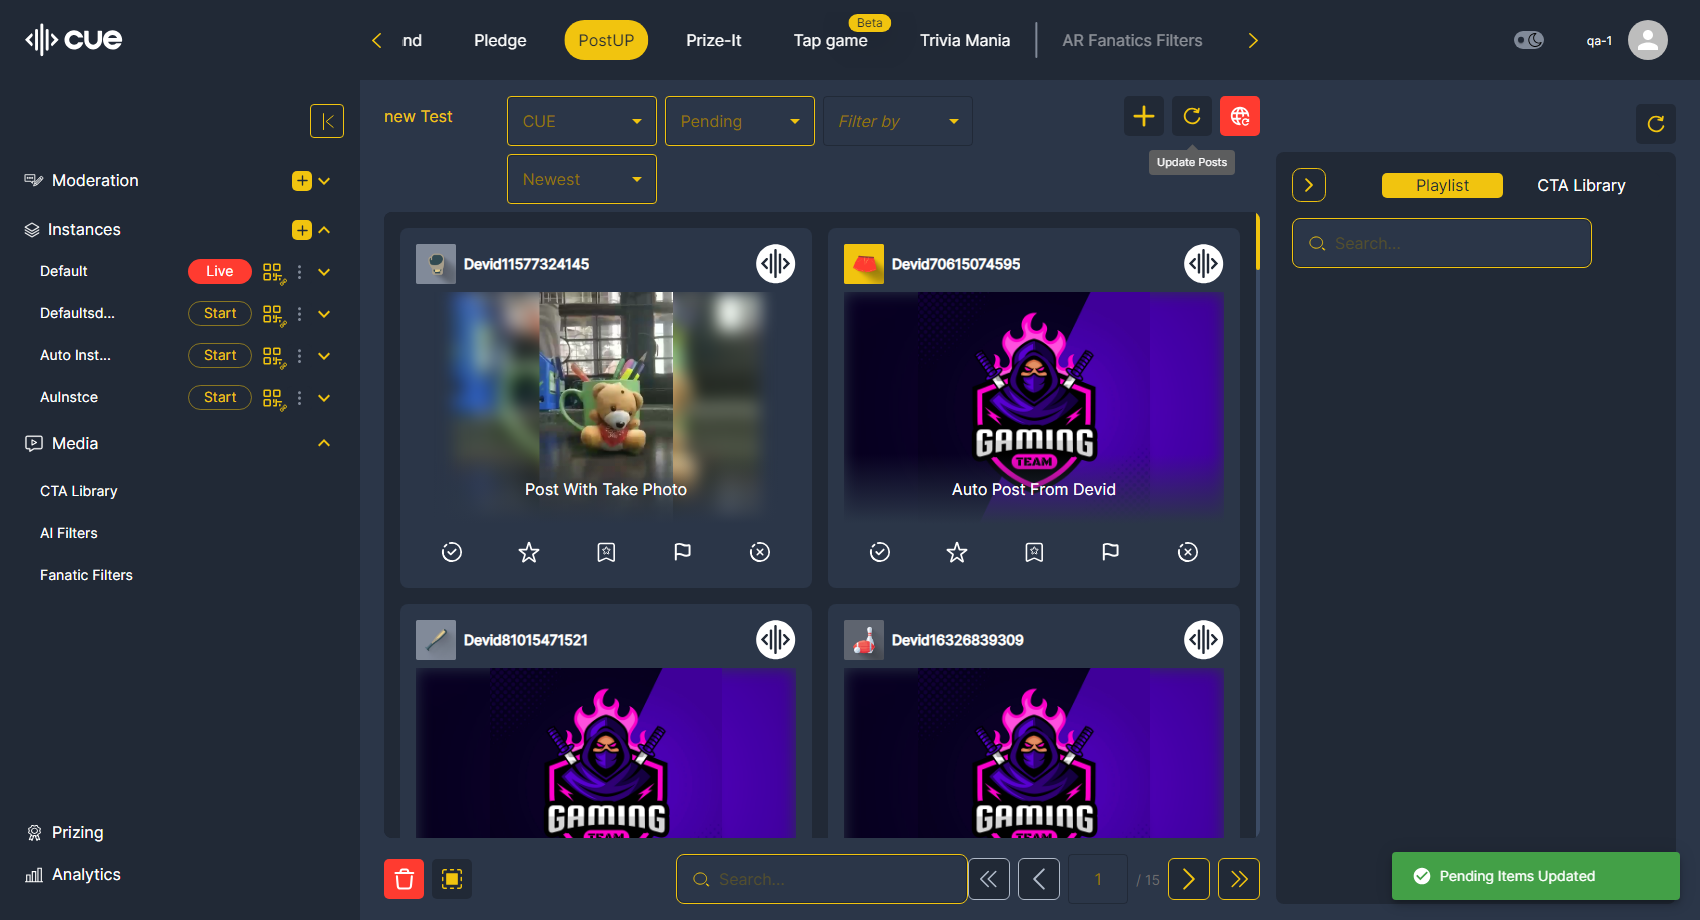 cue
nd
Pledge
PostUP
Prize-It
Tap game
Beta
Trivia Mania
AR Fanatics Filters
qa-1
Moderation
Instances
Default
Live
Defaultsd...
Start
Auto Inst...
Start
AuInstce
Start
Media
CTA Library
AI Filters
Fanatic Filters
Prizing
Analytics
new Test
CUE
Pending
Filter by
Newest
Update Posts
Devid11577324145
Post With Take Photo
Devid70615074595
GAMING
TEAM
Auto Post From Devid
Devid81015471521
GAMING
TEAM
Devid16326839309
GAMING
TEAM
Search...
1
/ 15
Playlist
CTA Library
Search...
Pending Items Updated